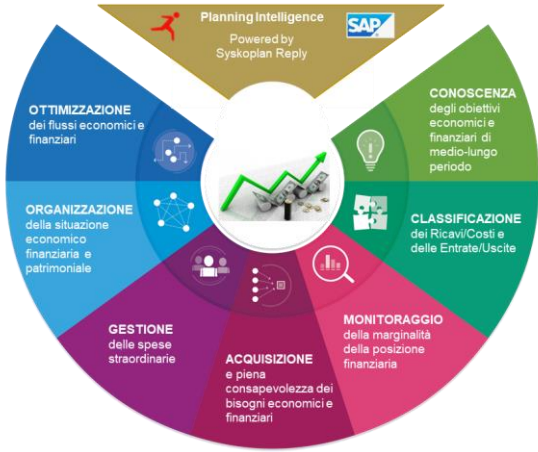 Planning Intelligence
Powered by
Syskoplan Reply
SAP
OTTIMIZZAZIONE
dei flussi economici e
finanziari
CONOSCENZA
degli obiettivi
economici e
finanziari di
medio-lungo
periodo
ORGANIZZAZIONE
della situazione
economico
finanziaria e
patrimoniale
CLASSIFICAZIONE
dei Ricavi/Costi e
delle Entrate/Uscite
GESTIONE
delle spese
straordinarie
ACQUISIZIONE
e piena
consapevolezza dei
bisogni economici e
finanziari
MONITORAGGIO
della marginalità
della posizione
finanziaria